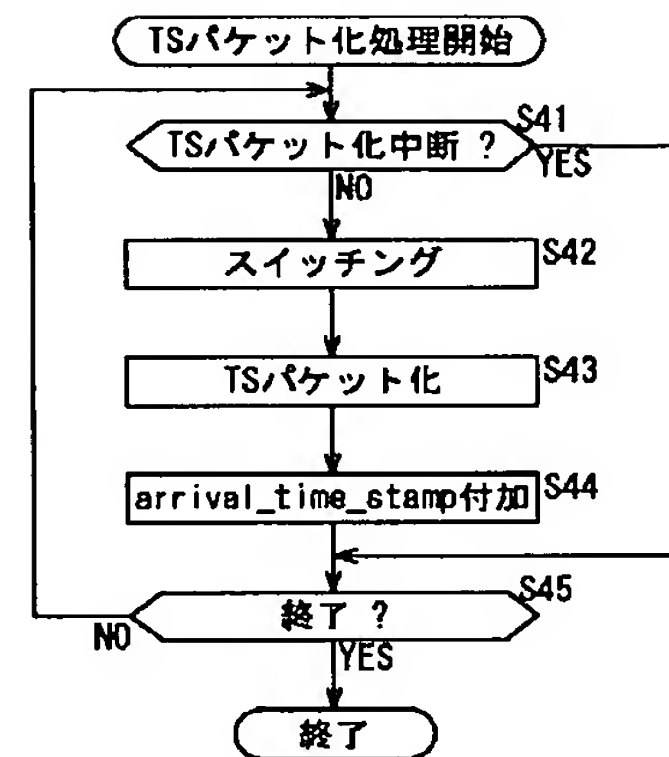 TSパケット化処理開始
S41
TSパケット化中断 ?
YES
NO
スイッチング
S42
TSパケット化
S43
arrival_time_stamp付加
S44
S45
終了 ?
NO
YES
終了